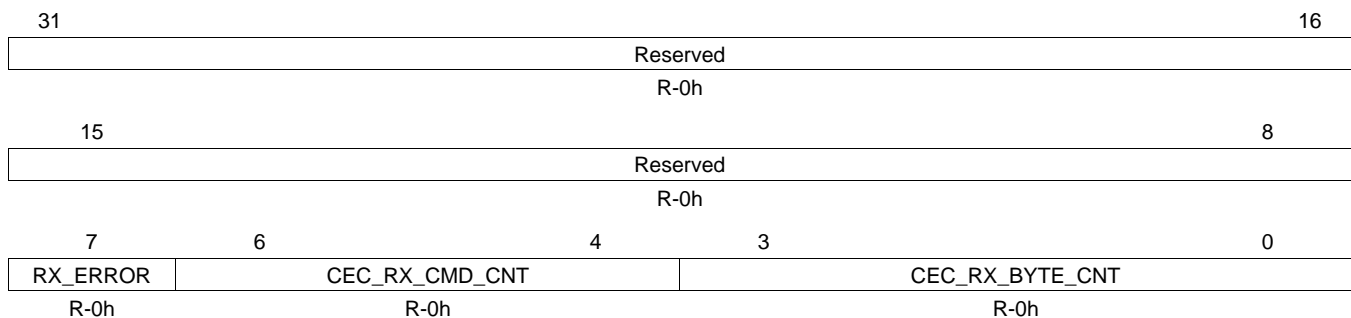 31 16
Reserved
R-0h
15 8
Reserved
R-0h
7 6 4 3 0
RX_ERROR CEC_RX_CMD_CNT CEC_RX_BYTE_CNT
R-0h R-0h R-0h